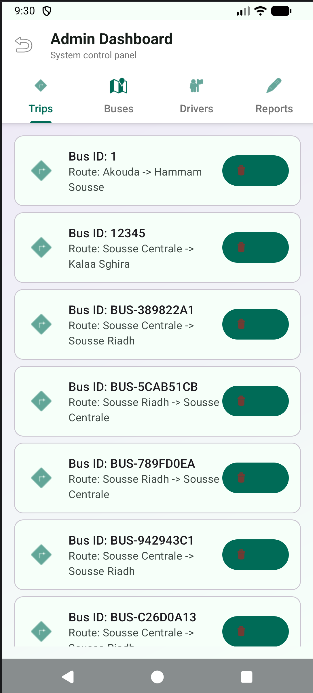 9:30
Admin Dashboard
System control panel
Trips
Buses
Drivers
Reports
Bus ID: 1
Route: Akouda -> Hammam
Sousse
Bus ID: 12345
Route: Sousse Centrale ->
Kalaa Sghira
Bus ID: BUS-389822A1
Route: Sousse Centrale ->
Sousse Riadh
Bus ID: BUS-5CAB51CB
Route: Sousse Riadh -> Sousse
Centrale
Bus ID: BUS-789FD0EA
Route: Sousse Riadh -> Sousse
Centrale
Bus ID: BUS-942943C1
Route: Sousse Centrale ->
Sousse Riadh
Bus ID: BUS-C26D0A13
Route: Sousse Centrale ->
Sousse Riadh